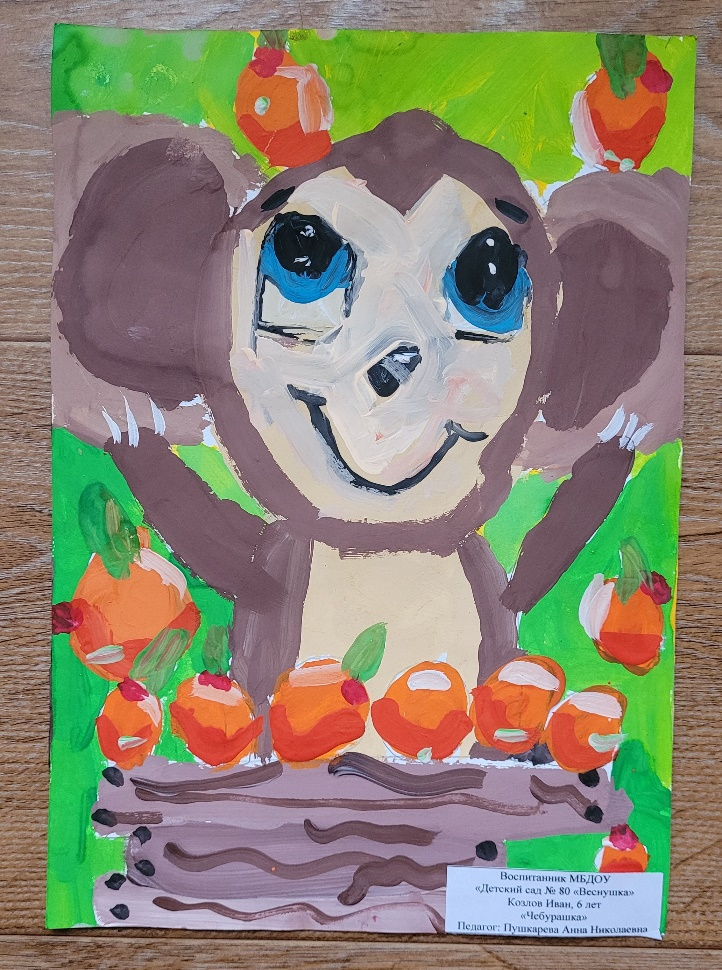 Воспитанник МБДОУ
«Детский сад № 80 «Веснушка»
Козлов Иван, 6 лет
«Чебурашка»
Педагог: Пушкарева Анна Николаевна